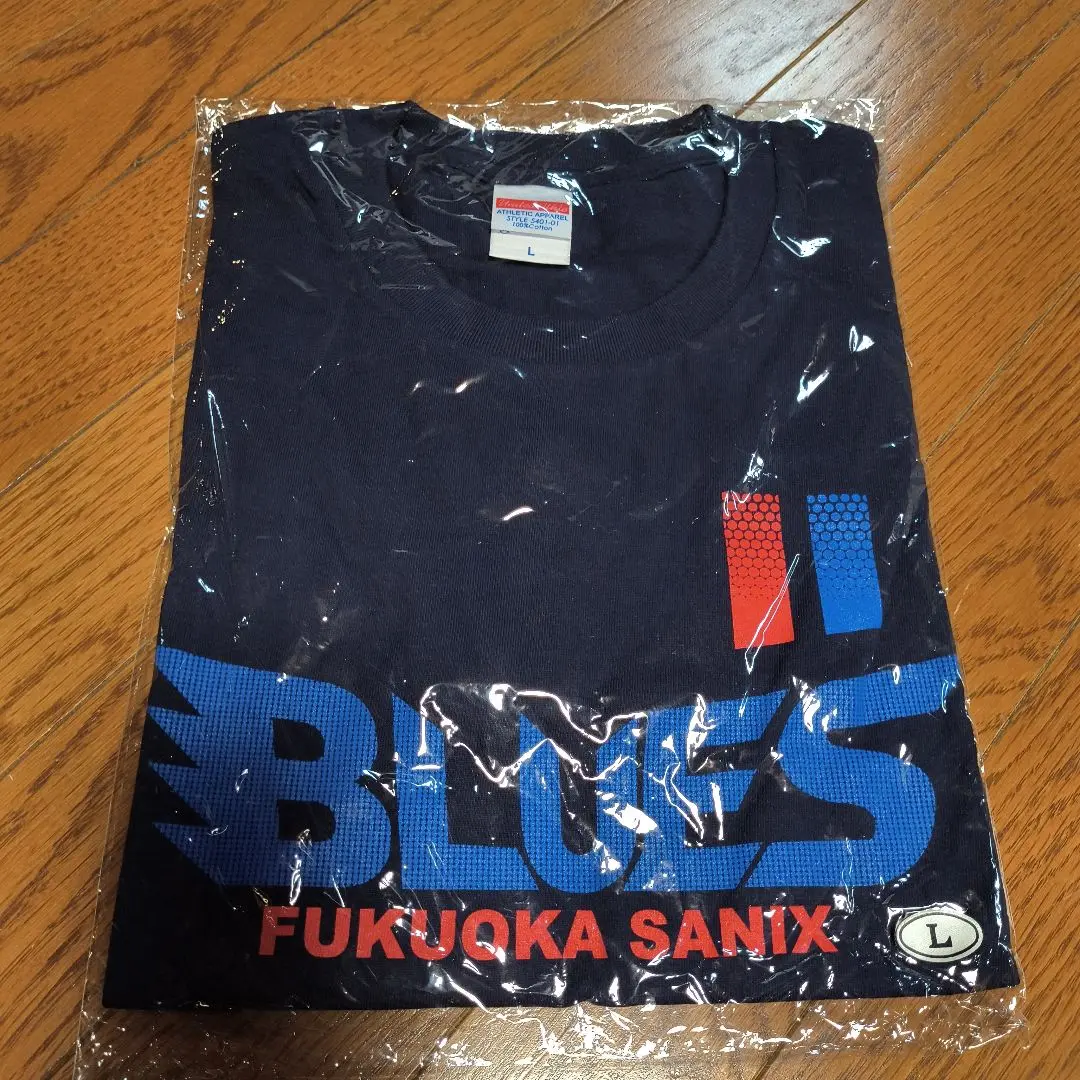 ATHLETIC APPAREL
STYLE 5401-01
100%Cotton
L
BLUES
FUKUOKA SANIX
L